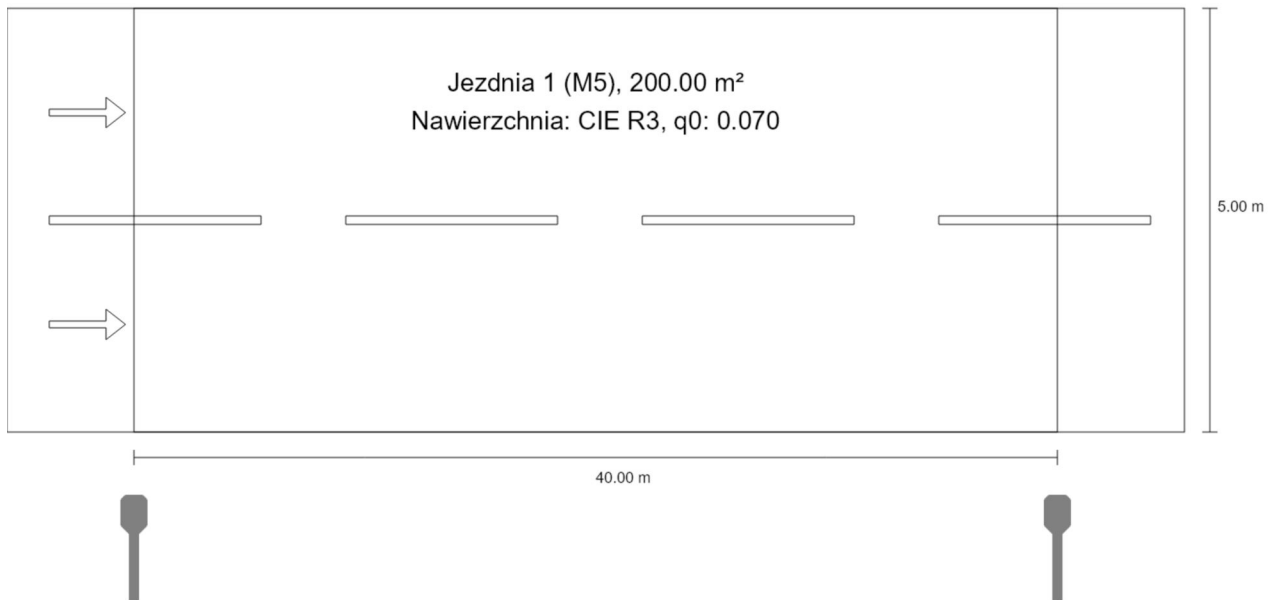 Jezdnia 1 (M5), 200.00 m²
Nawierzchnia: CIE R3, q0: 0.070
5.00 m
40.00 m